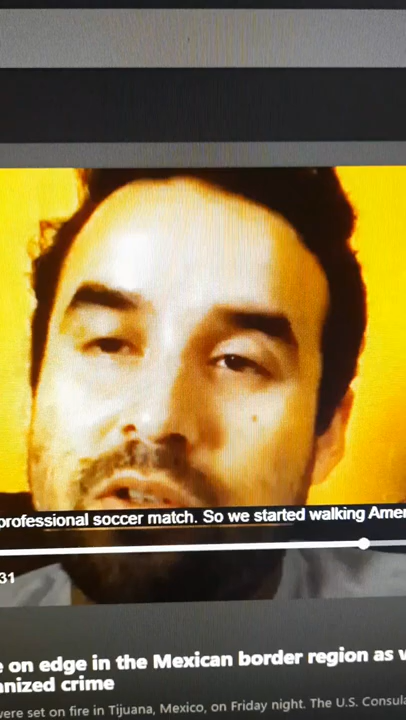 professional soccer match. So we started walking Amer
31
e on edge in the Mexican border region as
anized crime
were set on fire in Tijuana, Mexico, on Friday night. The U.S. Consula